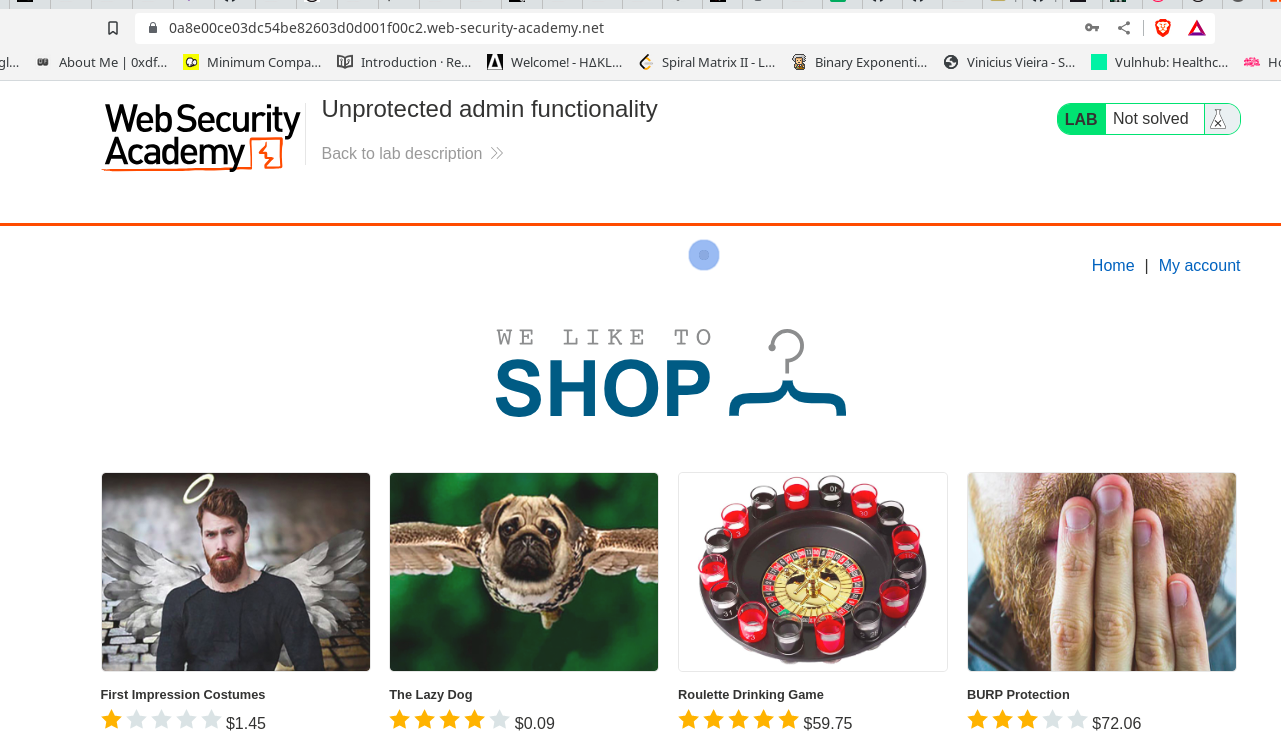 0a8e00ce03dc54be82603d0d001f00c2.web-security-academy.net
gl... About Me | 0xdf... Minimum Compa... Introduction · Re... Welcome! - HΔKL... Spiral Matrix II - L... Binary Exponenti... Vinicius Vieira - S... Vulnhub: Healthc... Ho
Web Security Academy
Unprotected admin functionality
Back to lab description
LAB Not solved
Home | My account
WE LIKE TO
SHOP
First Impression Costumes
$1.45
The Lazy Dog
$0.09
Roulette Drinking Game
$59.75
BURP Protection
$72.06